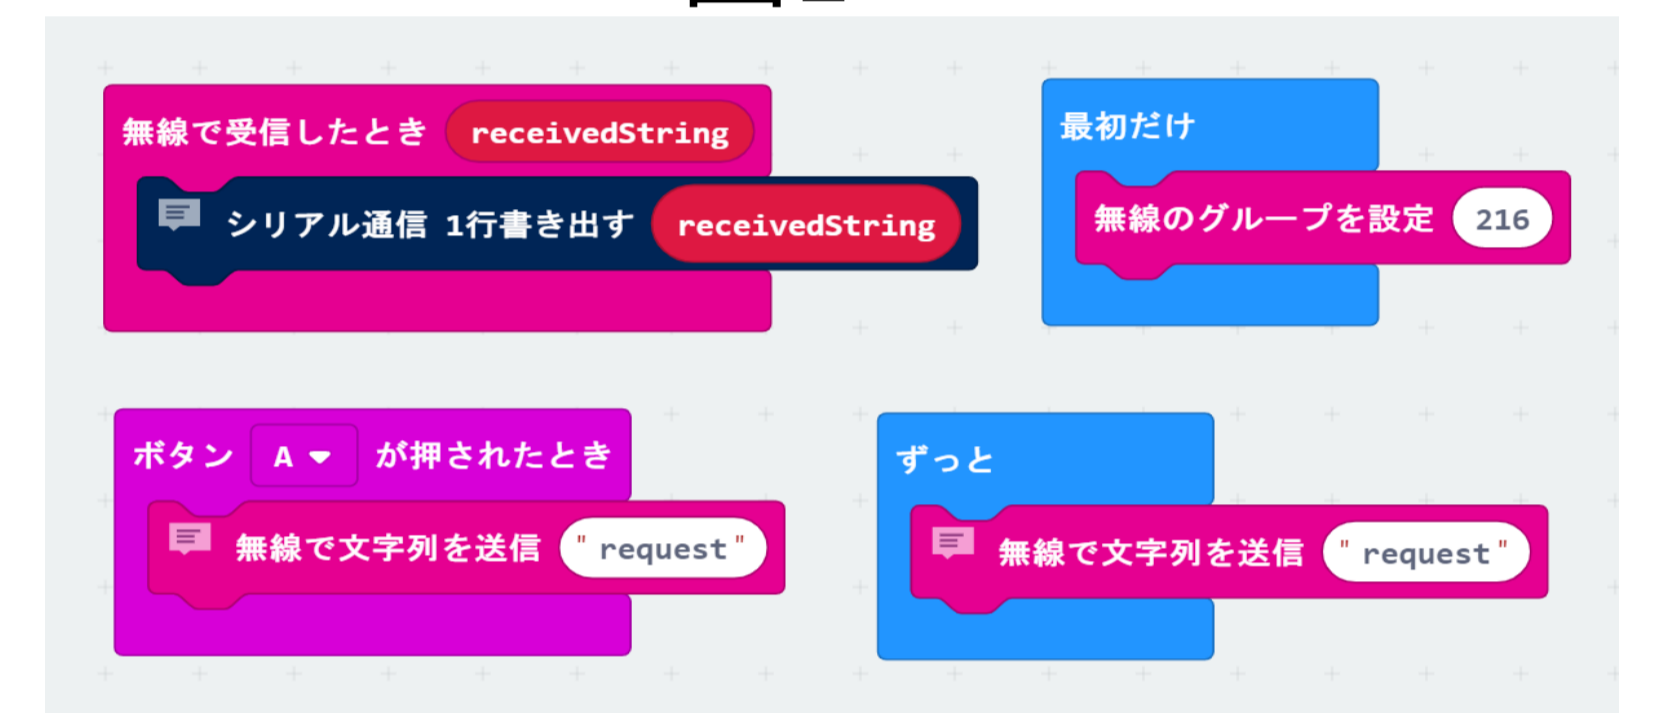 無線で受信したとき receivedString
シリアル通信 1行書き出す receivedString
最初だけ
無線のグループを設定 216
ボタン A が押されたとき
無線で文字列を送信 "request"
ずっと
無線で文字列を送信 "request"